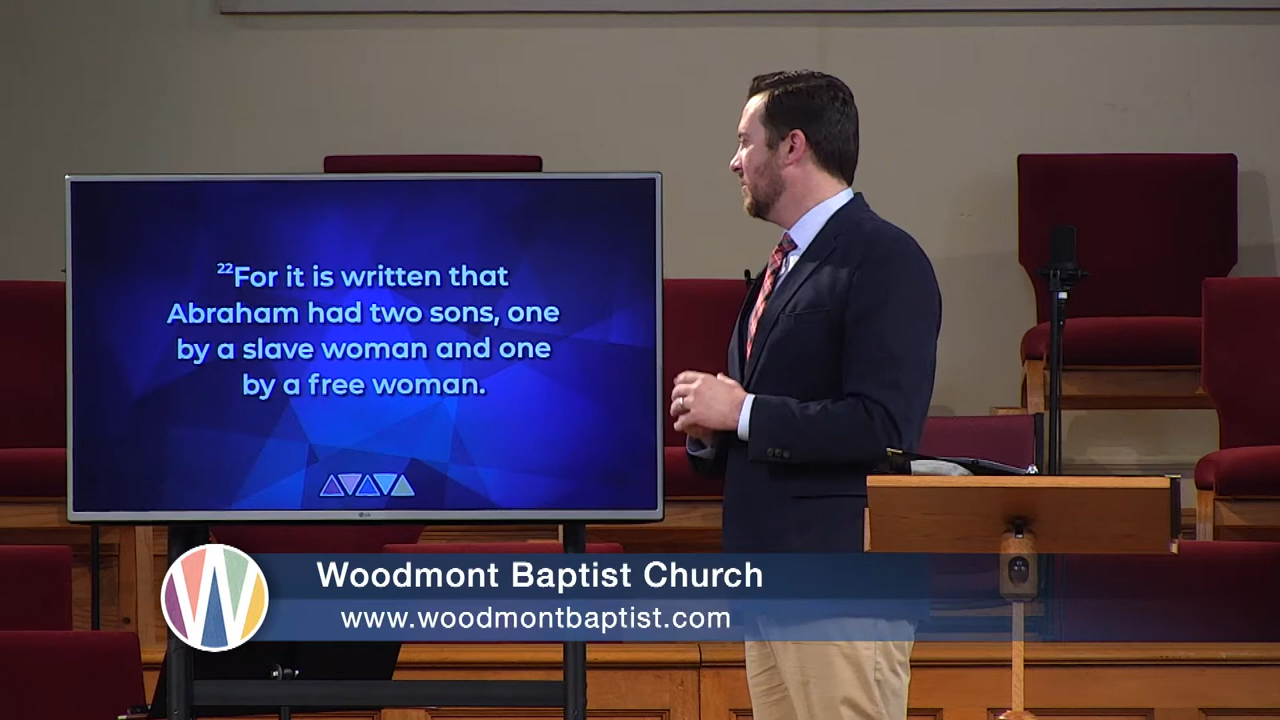 ²²For it is written that
Abraham had two sons, one
by a slave woman and one
by a free woman.
LG
W
Woodmont Baptist Church
www.woodmontbaptist.com